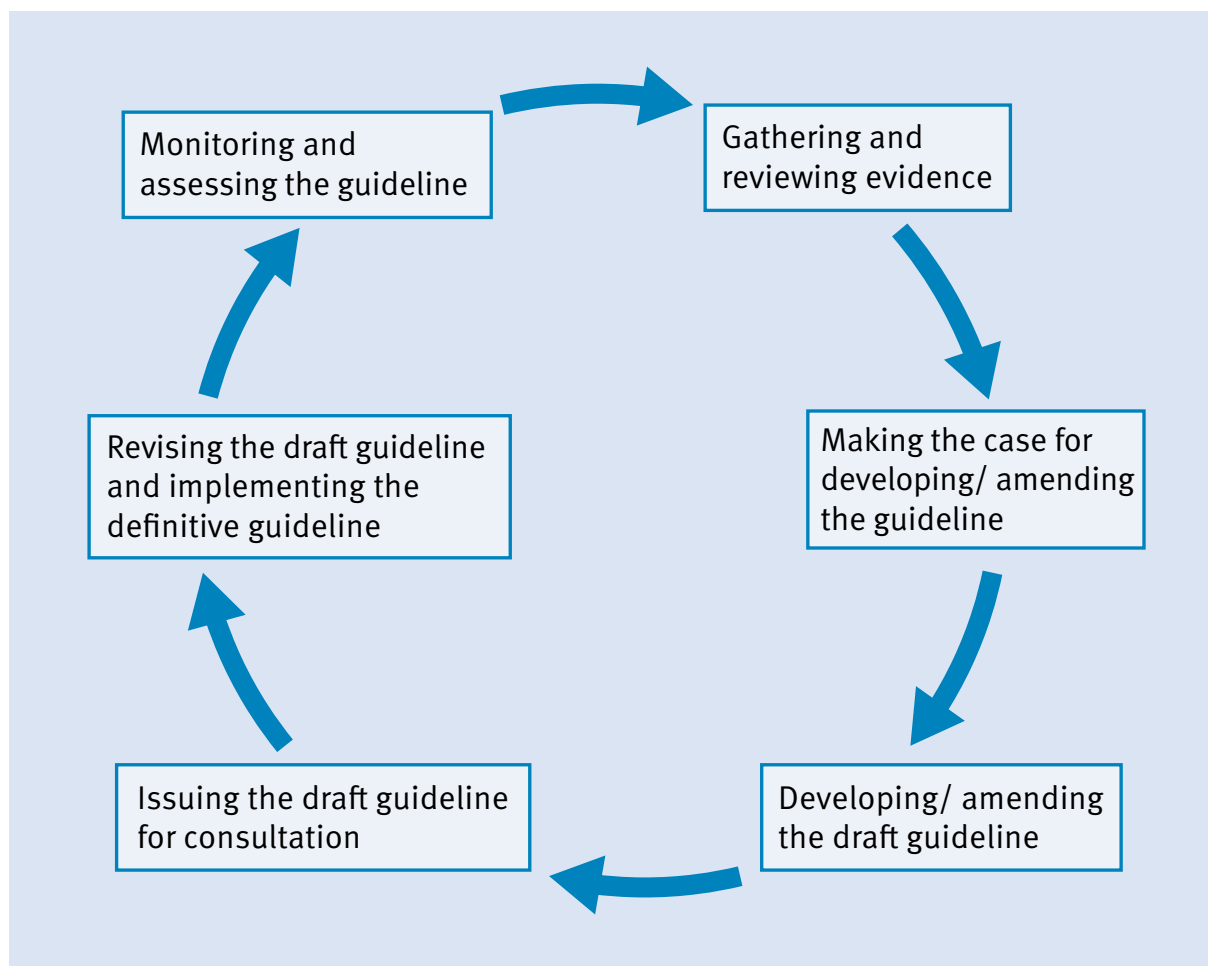 Monitoring and
assessing the guideline
Gathering and
reviewing evidence
Making the case for
developing/ amending
the guideline
Developing/ amending
the draft guideline
Issuing the draft guideline
for consultation
Revising the draft guideline
and implementing the
definitive guideline